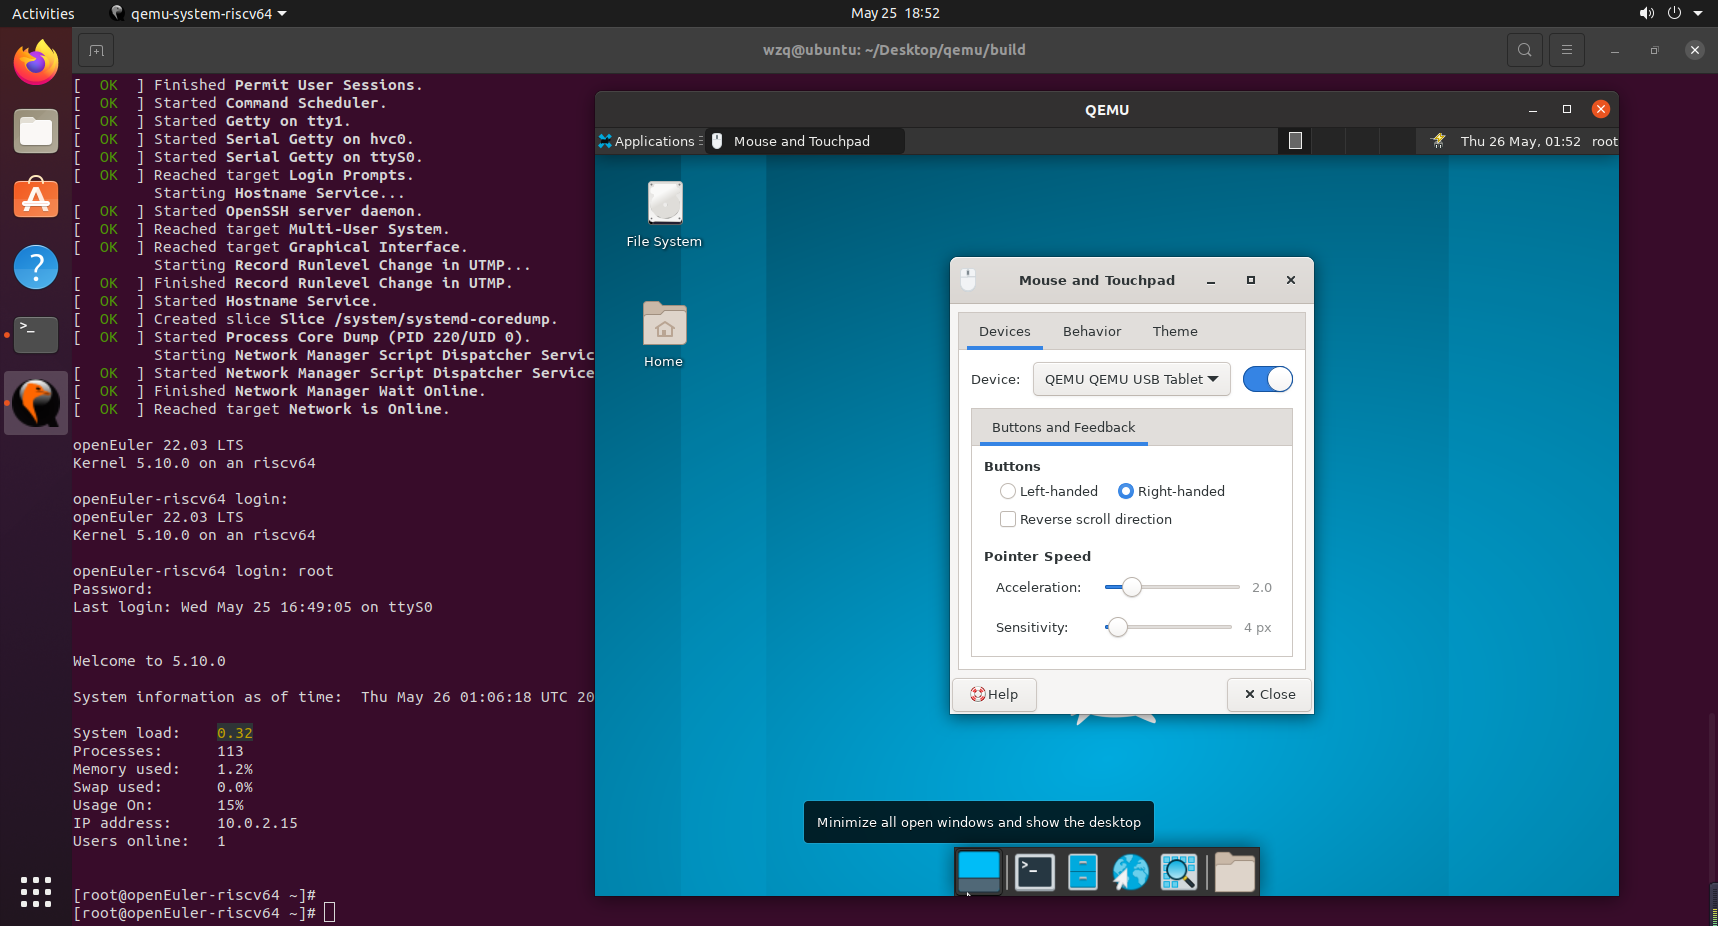 Activities
qemu-system-riscv64
May 25 18:52
wzq@ubuntu: ~/Desktop/qemu/build
[ OK ] Finished Permit User Sessions.
[ OK ] Started Command Scheduler.
[ OK ] Started Getty on tty1.
[ OK ] Started Serial Getty on hvc0.
[ OK ] Started Serial Getty on ttyS0.
[ OK ] Reached target Login Prompts.
Starting Hostname Service...
[ OK ] Started OpenSSH server daemon.
[ OK ] Reached target Multi-User System.
[ OK ] Reached target Graphical Interface.
Starting Record Runlevel Change in UTMP...
[ OK ] Finished Record Runlevel Change in UTMP.
[ OK ] Started Hostname Service.
[ OK ] Created slice Slice /system/systemd-coredump.
[ OK ] Started Process Core Dump (PID 220/UID 0).
Starting Network Manager Script Dispatcher Servic
[ OK ] Started Network Manager Script Dispatcher Service
[ OK ] Finished Network Manager Wait Online.
[ OK ] Reached target Network is Online.
openEuler 22.03 LTS
Kernel 5.10.0 on an riscv64
openEuler-riscv64 login:
openEuler 22.03 LTS
Kernel 5.10.0 on an riscv64
openEuler-riscv64 login: root
Password:
Last login: Wed May 25 16:49:05 on ttyS0
Welcome to 5.10.0
System information as of time: Thu May 26 01:06:18 UTC 20
System load: 0.32
Processes: 113
Memory used: 1.2%
Swap used: 0.0%
Usage On: 15%
IP address: 10.0.2.15
Users online: 1
[root@openEuler-riscv64 ~]#
[root@openEuler-riscv64 ~]#
QEMU
Applications
Mouse and Touchpad
Thu 26 May, 01:52
root
File System
Home
Mouse and Touchpad
Devices
Behavior
Theme
Device:
QEMU QEMU USB Tablet
Buttons and Feedback
Buttons
Left-handed
Right-handed
Reverse scroll direction
Pointer Speed
Acceleration:
2.0
Sensitivity:
4 px
Help
Close
Minimize all open windows and show the desktop